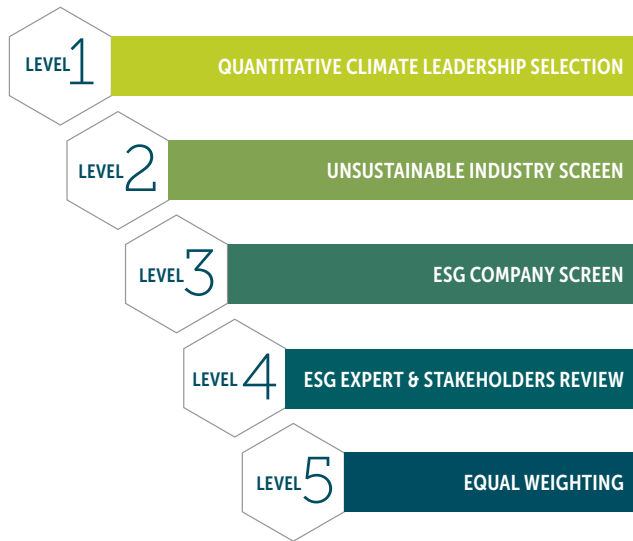 LEVEL 1 QUANTITATIVE CLIMATE LEADERSHIP SELECTION
LEVEL 2 UNSUSTAINABLE INDUSTRY SCREEN
LEVEL 3 ESG COMPANY SCREEN
LEVEL 4 ESG EXPERT & STAKEHOLDERS REVIEW
LEVEL 5 EQUAL WEIGHTING